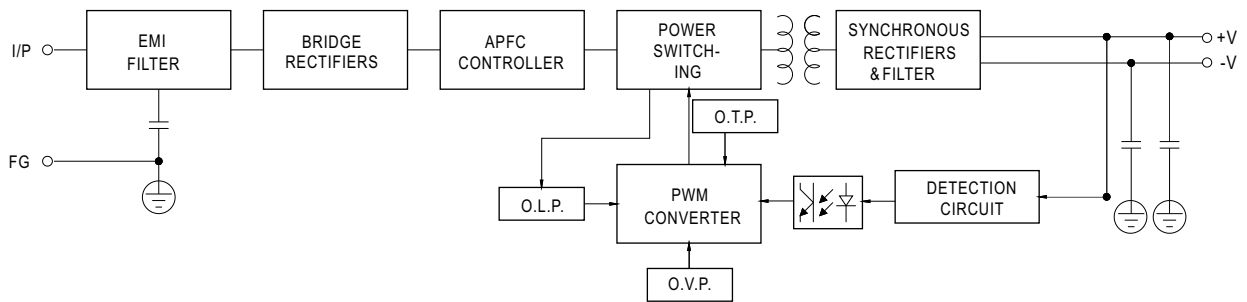 I/P
EMI
FILTER
BRIDGE
RECTIFIERS
APFC
CONTROLLER
POWER
SWITCH-
ING
SYNCHRONOUS
RECTIFIERS
& FILTER
+V
-V
O.T.P.
FG
O.L.P.
PWM
CONVERTER
DETECTION
CIRCUIT
O.V.P.